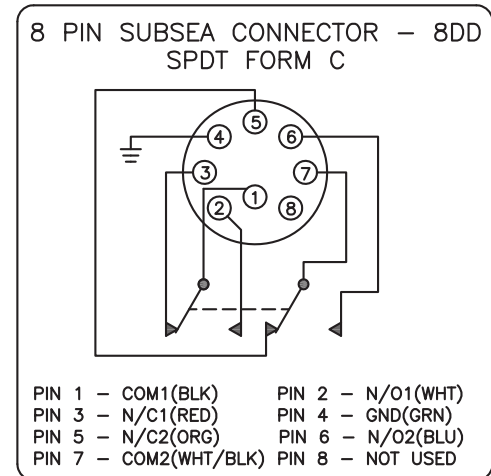 8 PIN SUBSEA CONNECTOR - 8DD
SPDT FORM C
5
4
6
3
7
1
2
8
PIN 1 - COM1(BLK) PIN 2 - N/O1(WHT)
PIN 3 - N/C1(RED) PIN 4 - GND(GRN)
PIN 5 - N/C2(ORG) PIN 6 - N/O2(BLU)
PIN 7 - COM2(WHT/BLK) PIN 8 - NOT USED